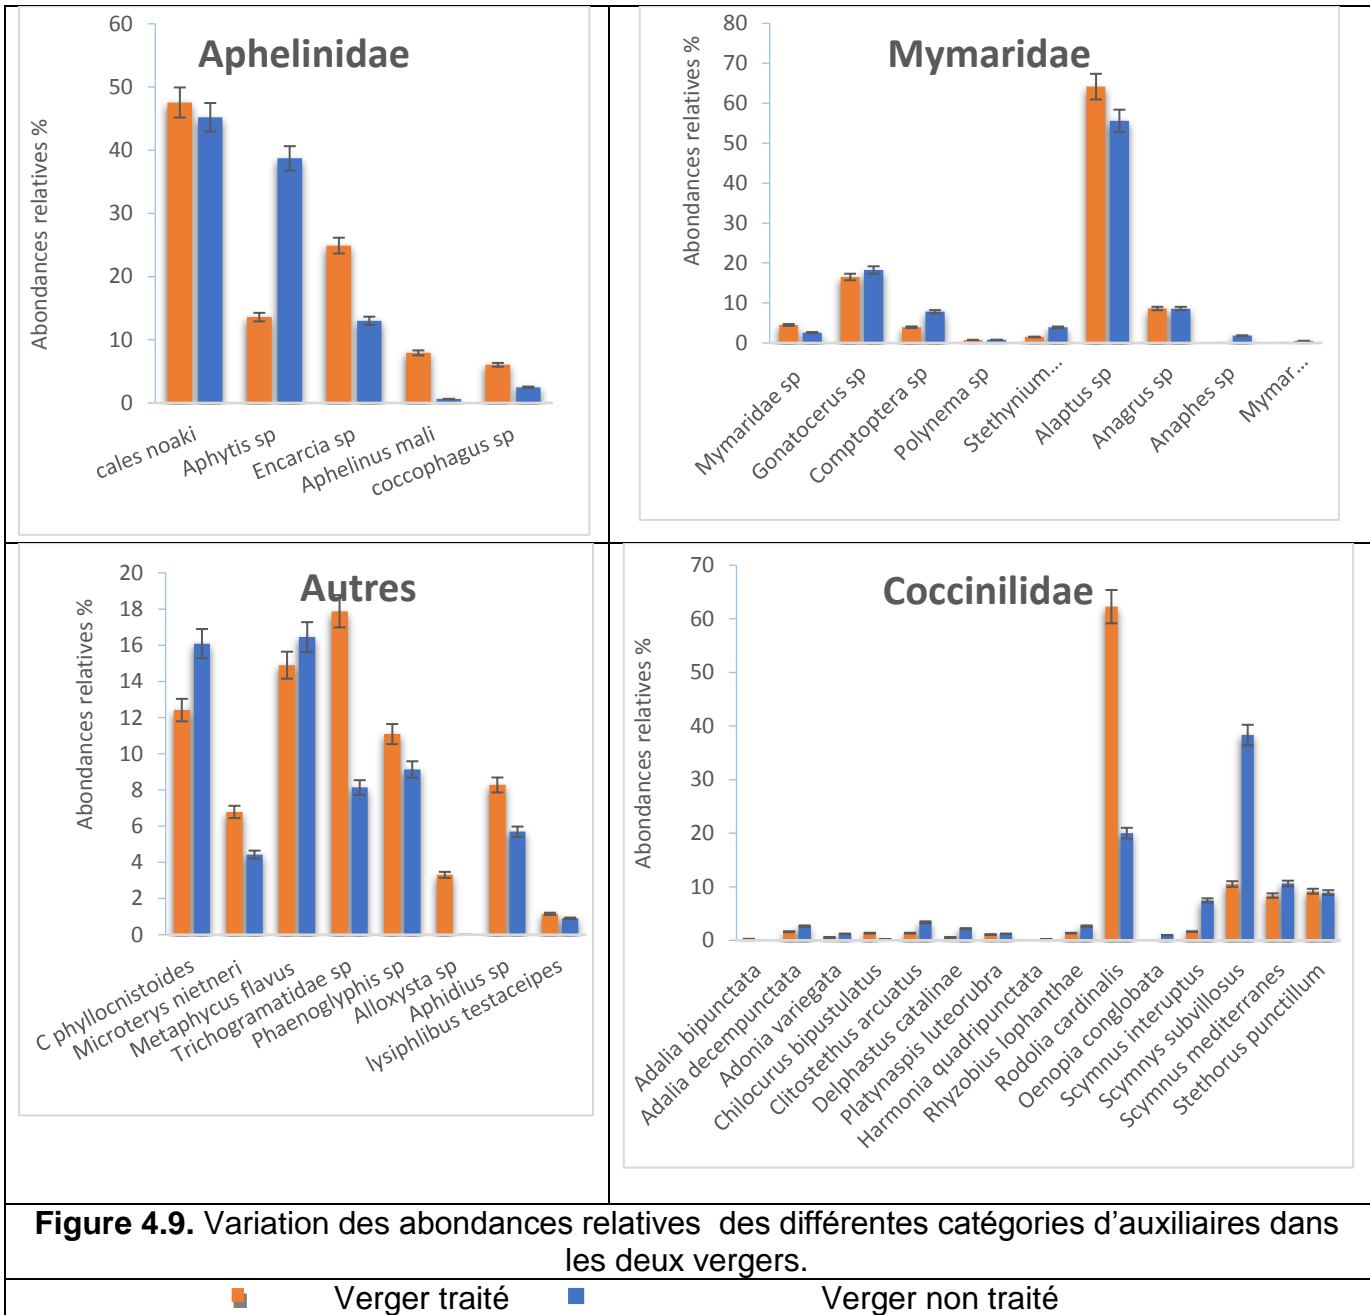 Aphelinidae
Abondances relatives %
60
50
40
30
20
10
0
cales noaki
Aphytis sp
Encarcia sp
Aphelinus mali
coccophagus sp
Mymaridae
Abondances relatives %
80
70
60
50
40
30
20
10
0
Mymaridae sp
Gonatocerus sp
Comptoptera sp
Polynema sp
Stethynium...
Alaptus sp
Anagrus sp
Anaphes sp
Mymar...
Autres
Abondances relatives %
20
18
16
14
12
10
8
6
4
2
0
C phyllocnistoides
Microterys nietneri
Metaphycus flavus
Trichogramatidae sp
Phaenoglyphis sp
Alloxysta sp
Aphidius sp
lysiphlibus testaceipes
Coccinilidae
Abondances relatives %
70
60
50
40
30
20
10
0
Adalia bipunctata
Adalia decempunctata
Adonia variegata
Chilocurus bipustulatus
Clitostethus arcuatus
Delphastus catalinae
Platynaspis luteorubra
Harmonia quadripunctata
Rhyzobius lophanthae
Rodolia cardinalis
Oenopia conglobata
Scymnus interuptus
Scymnys subvillosus
Scymnus mediterranes
Stethorus punctillum
Figure 4.9. Variation des abondances relatives des différentes catégories d’auxiliaires dans
les deux vergers.
Verger traité Verger non traité